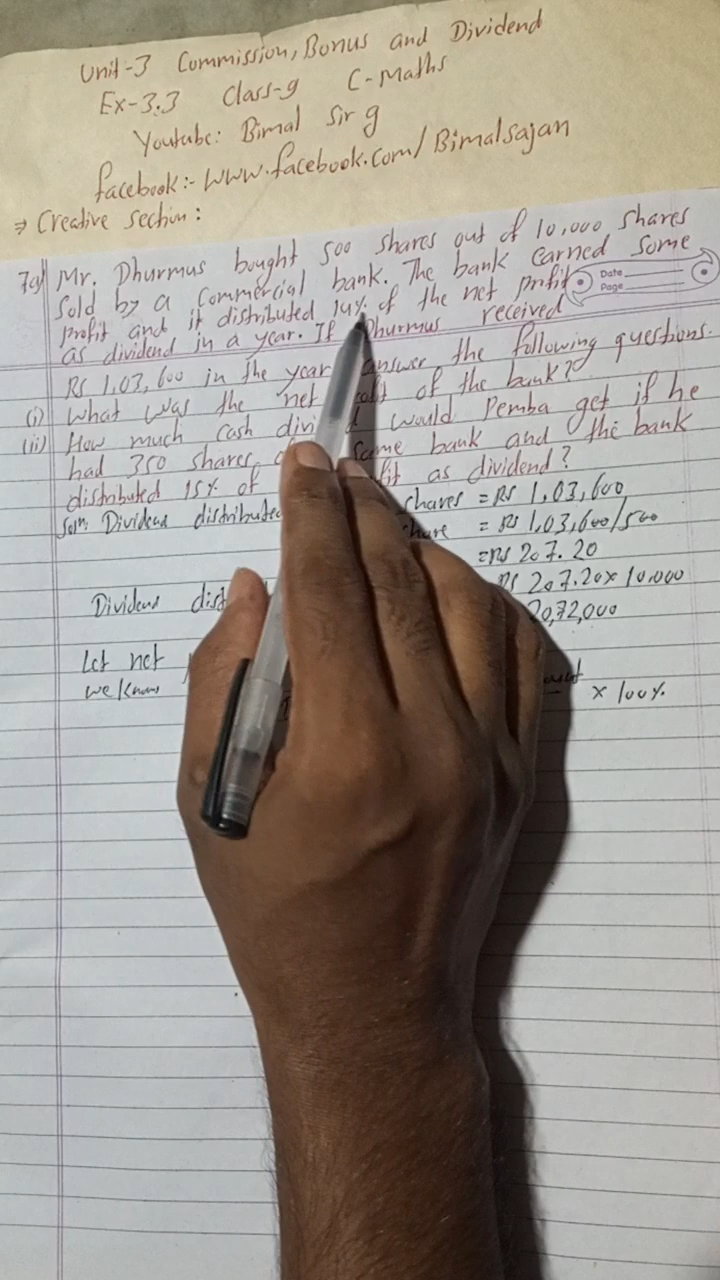 Unit-3 Commission, Bonus and Dividend
Ex-3.3 Class-9 C-Maths
Youtube: Bimal Sir g
facebook:- www.facebook.com/Bimalsajan
⇒ Creative section:
7a) Mr. Dhurmus bought 500 shares out of 10,000 shares
sold by a commercial bank. The bank earned some
profit and it distributed 14% of the net profit
Date
Page
as dividend in a year. If Dhurmus received
RS 1,03,600 in the year answer the following questions.
(i) What was the net of the bank?
(ii) How much cash would Pemba get if he
had 350 shares same bank and the bank
distributed 15% of as dividend?
Solⁿ: Dividend distributed shares = RS 1,03,600
= RS 1,03,600/500
= RS 207.20
Dividend 207.20 × 10,000
20,72,000
Let net
we know × 100%